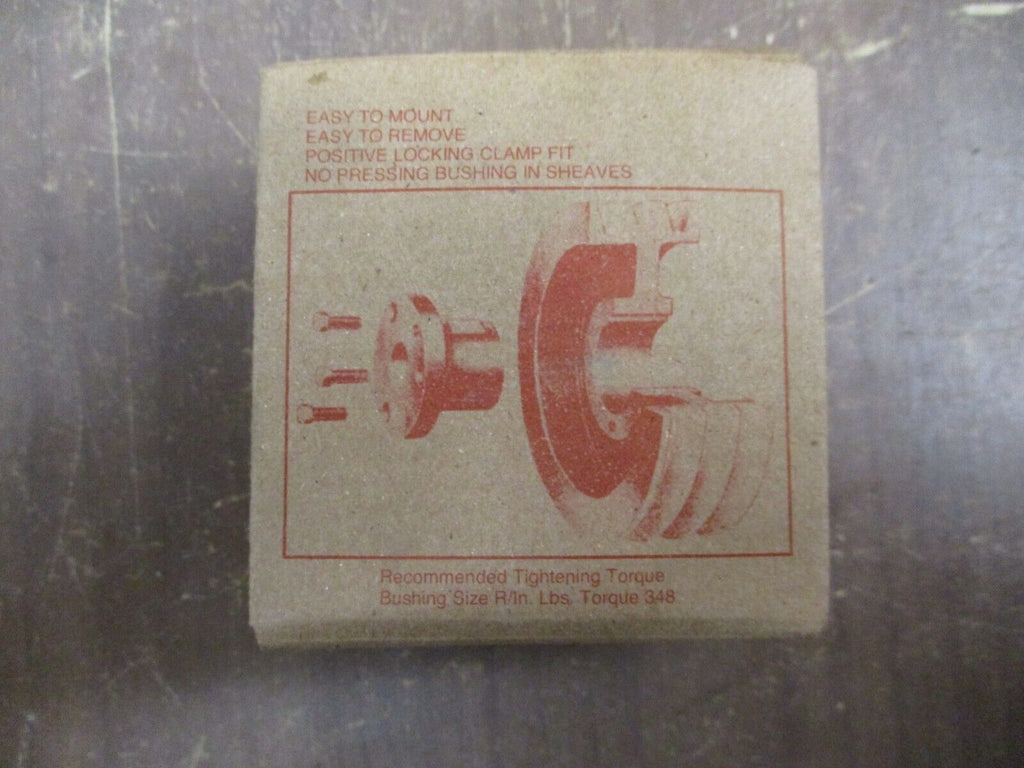 EASY TO MOUNT
EASY TO REMOVE
POSITIVE LOCKING CLAMP FIT
NO PRESSING BUSHING IN SHEAVES
Recommended Tightening Torque
Bushing Size R/In. Lbs. Torque 348